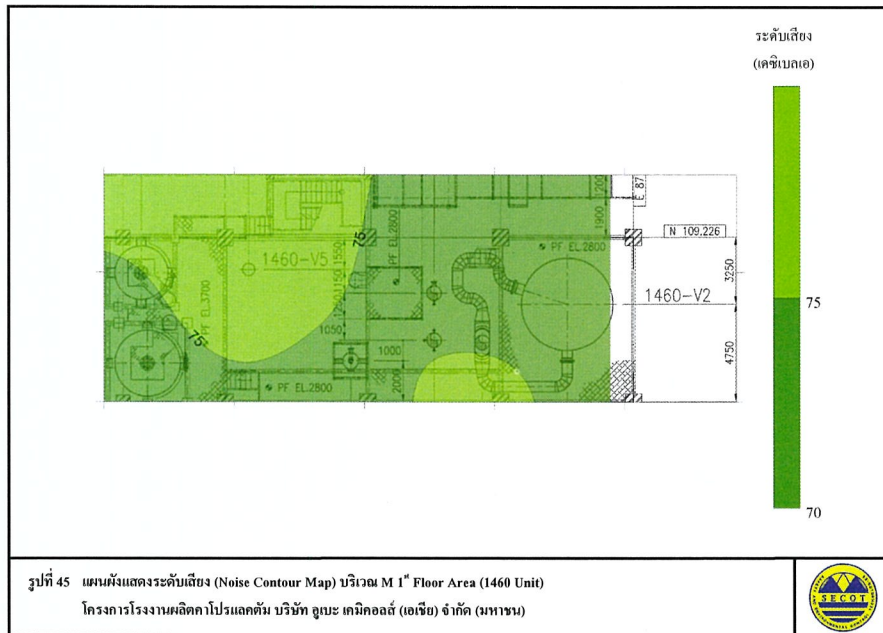 ระดับเสียง
(เดซิเบลเอ)
75
70
1460-V5
75
75
PF EL.2800
PF EL.3700
1550
1150
1050
1000
2000
PF EL.2800
PF EL.2800
1900
1200
E 87
N 109.226
3250
1460-V2
4750
รูปที่ 45 แผนผังแสดงระดับเสียง (Noise Contour Map) บริเวณ M 1st Floor Area (1460 Unit)
โครงการโรงงานผลิตคาโปรแลคตัม บริษัท อูเบะ เคมิคอลส์ (เอเชีย) จำกัด (มหาชน)
SECOT